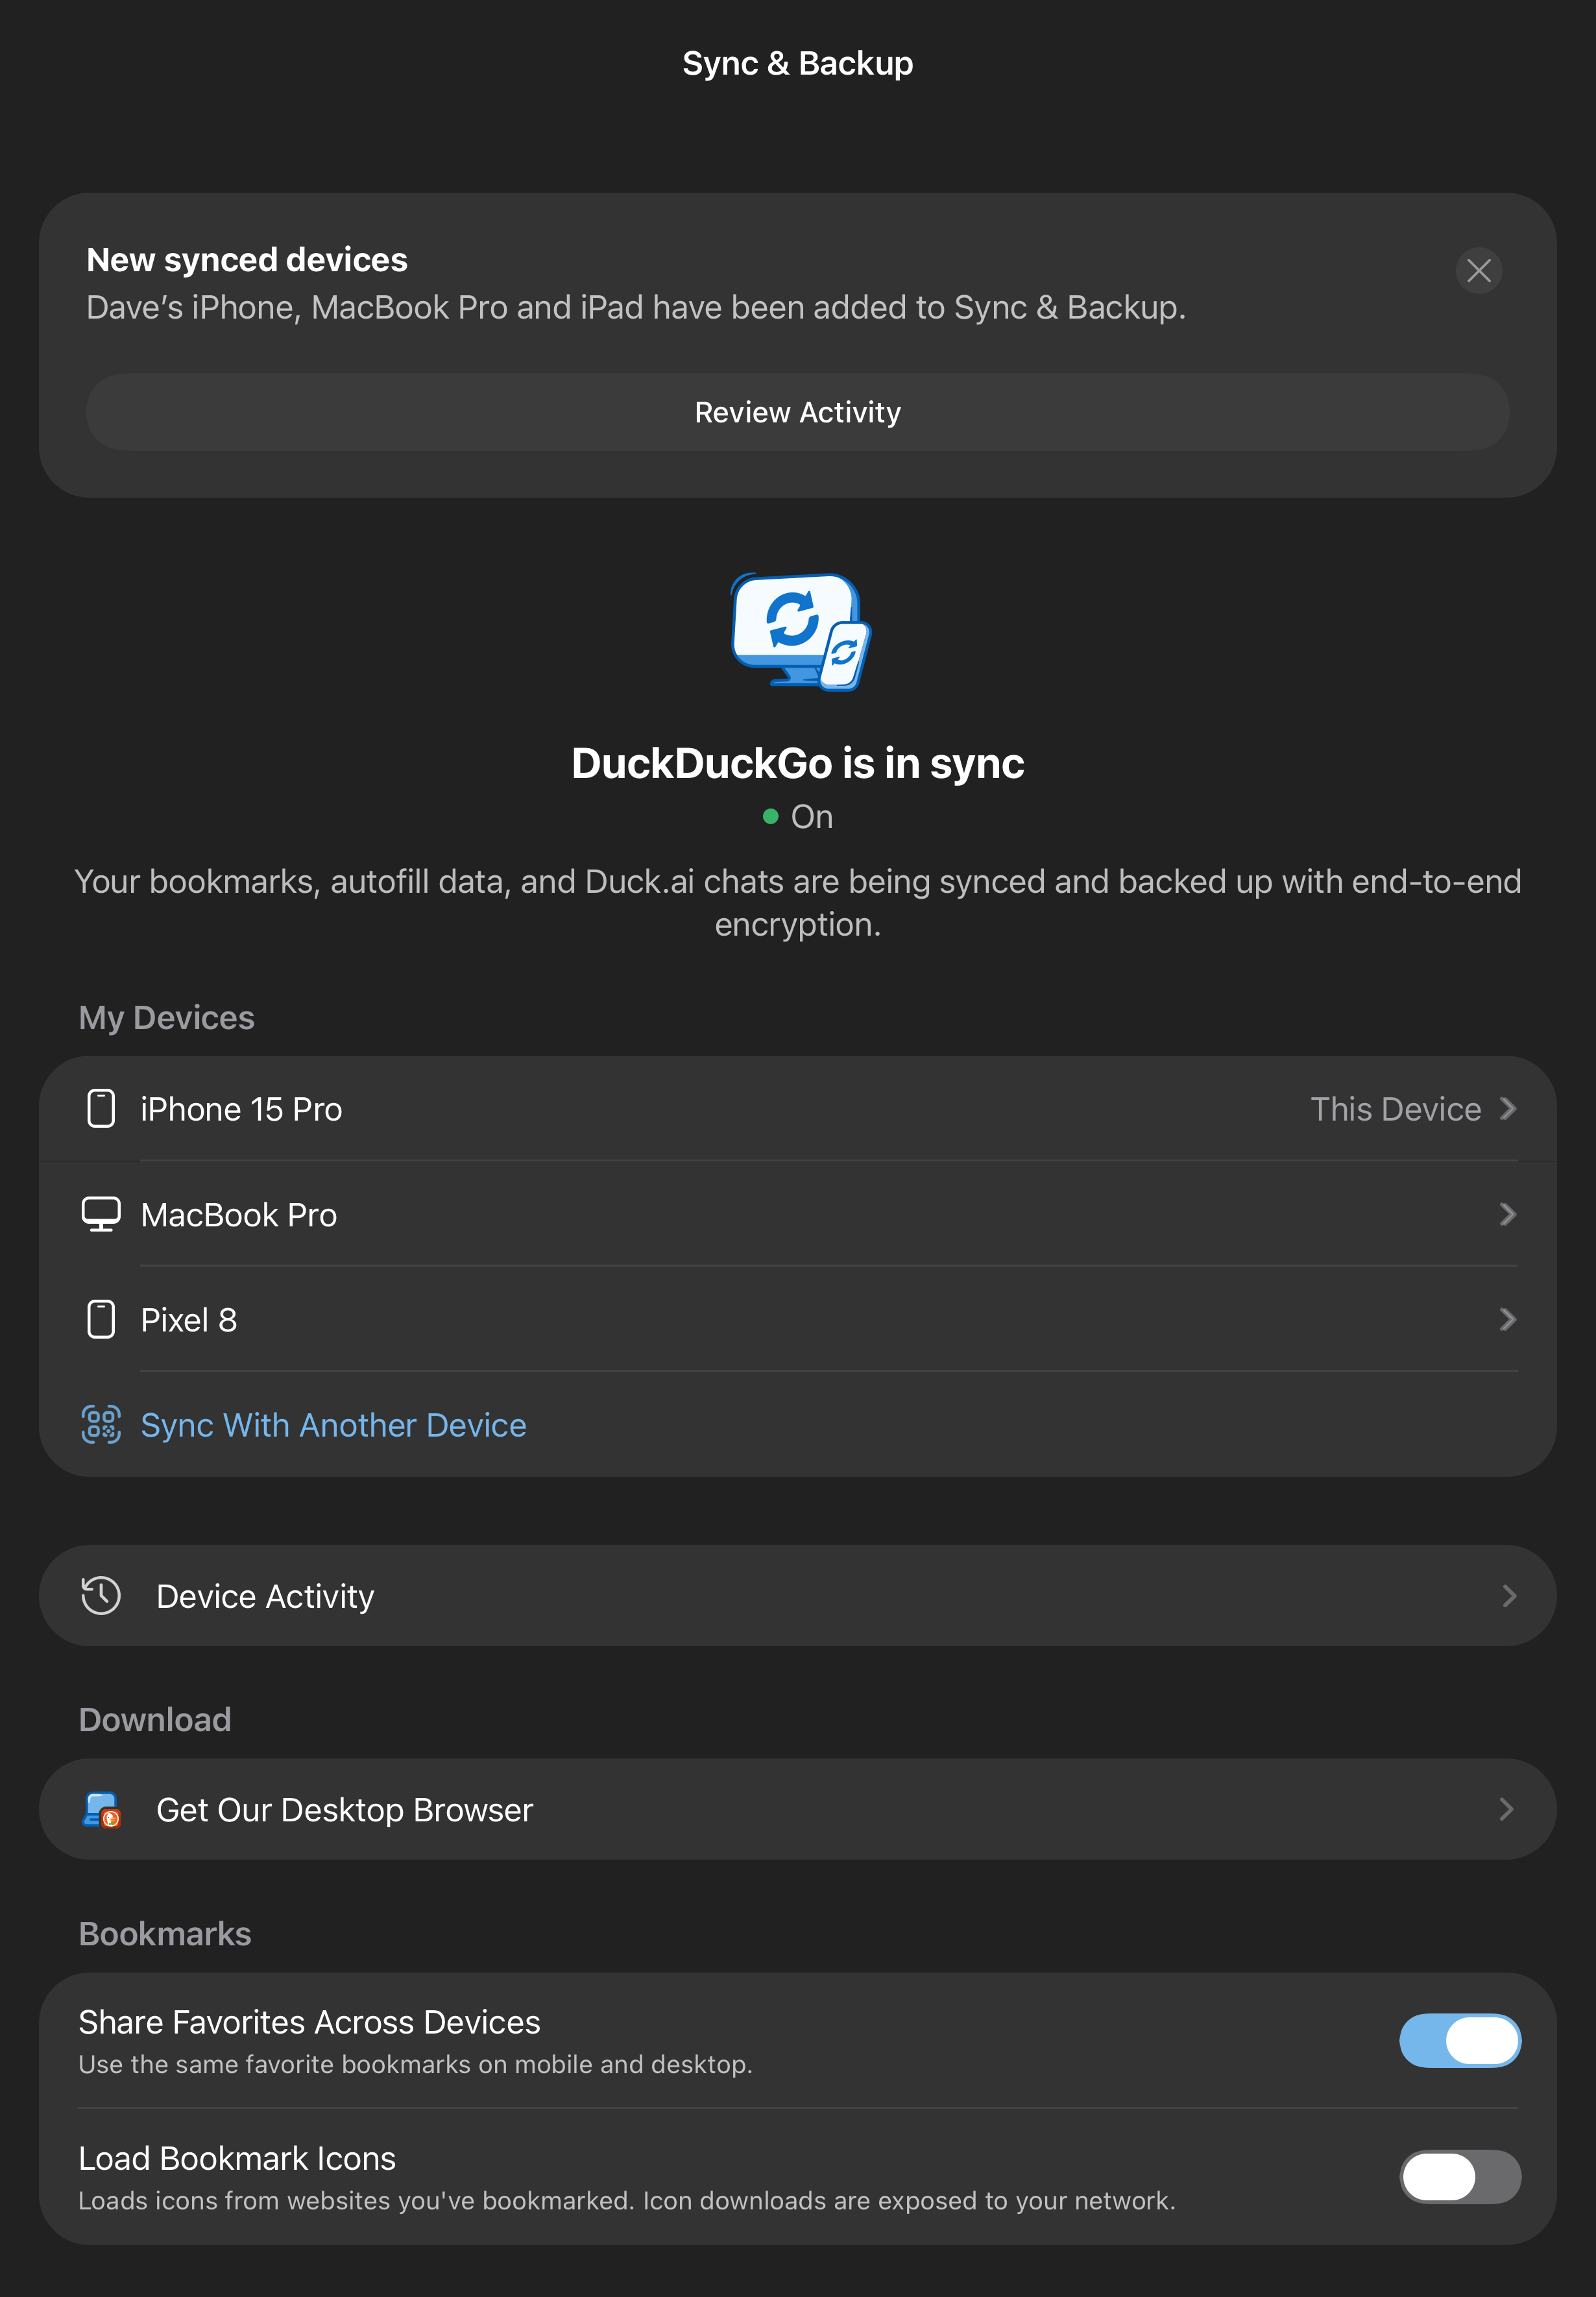 Sync & Backup
New synced devices
Dave’s iPhone, MacBook Pro and iPad have been added to Sync & Backup.
Review Activity
DuckDuckGo is in sync
On
Your bookmarks, autofill data, and Duck.ai chats are being synced and backed up with end-to-end
encryption.
My Devices
iPhone 15 Pro
This Device
MacBook Pro
Pixel 8
Sync With Another Device
Device Activity
Download
Get Our Desktop Browser
Bookmarks
Share Favorites Across Devices
Use the same favorite bookmarks on mobile and desktop.
Load Bookmark Icons
Loads icons from websites you've bookmarked. Icon downloads are exposed to your network.